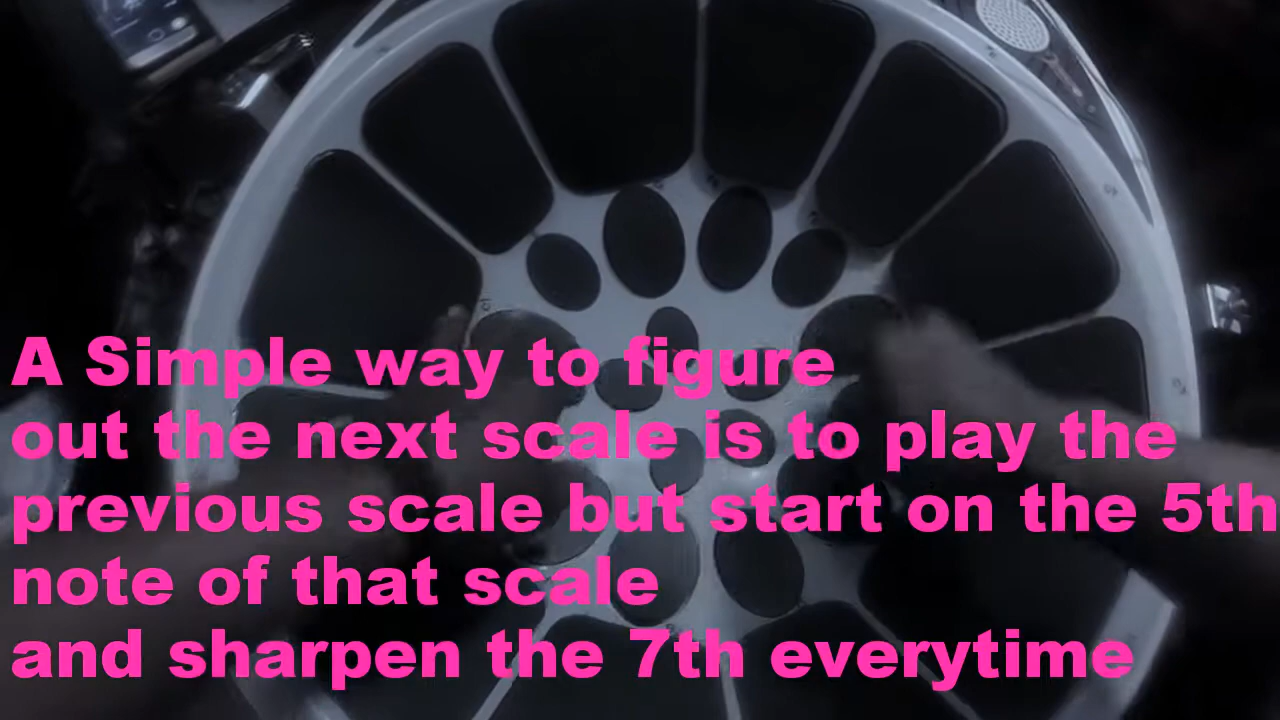 A Simple way to figure
out the next scale is to play the
previous scale but start on the 5th
note of that scale
and sharpen the 7th everytime